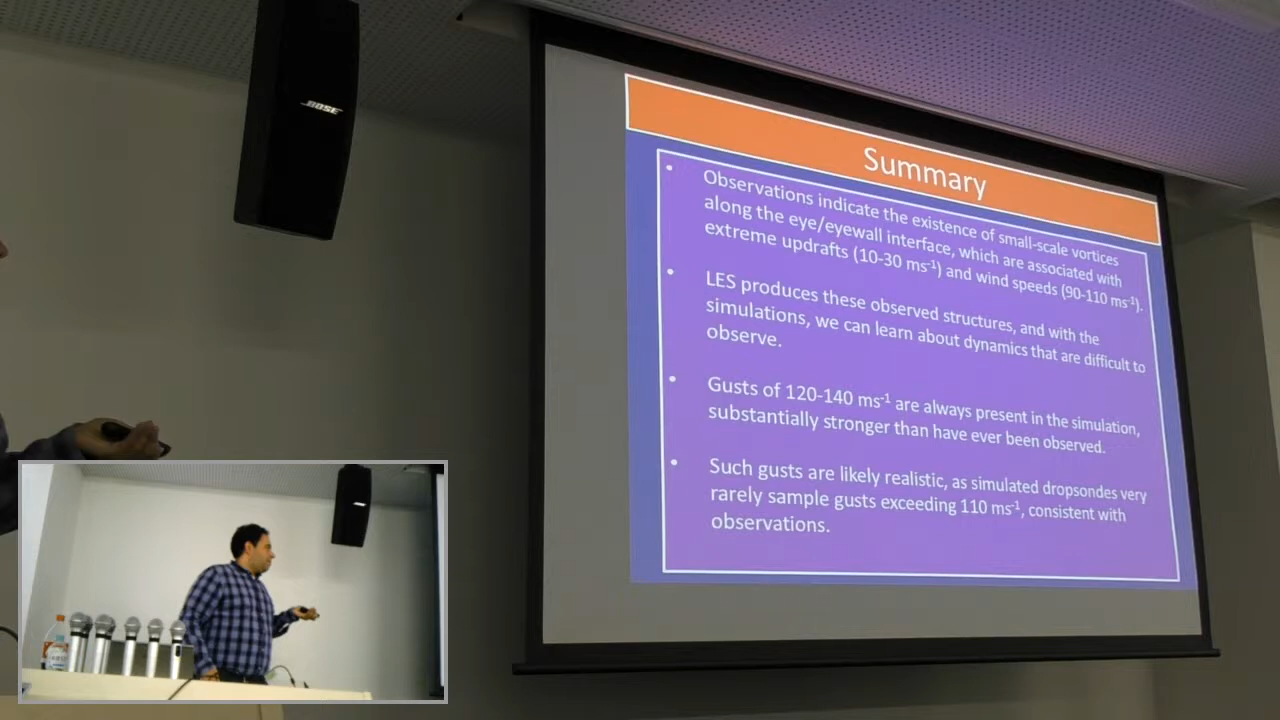 BOSE
Summary
• Observations indicate the existence of small-scale vortices
along the eye/eyewall interface, which are associated with
extreme updrafts (10-30 ms⁻¹) and wind speeds (90-110 ms⁻¹).
• LES produces these observed structures, and with the
simulations, we can learn about dynamics that are difficult to
observe.
• Gusts of 120-140 ms⁻¹ are always present in the simulation,
substantially stronger than have ever been observed.
• Such gusts are likely realistic, as simulated dropsondes very
rarely sample gusts exceeding 110 ms⁻¹, consistent with
observations.